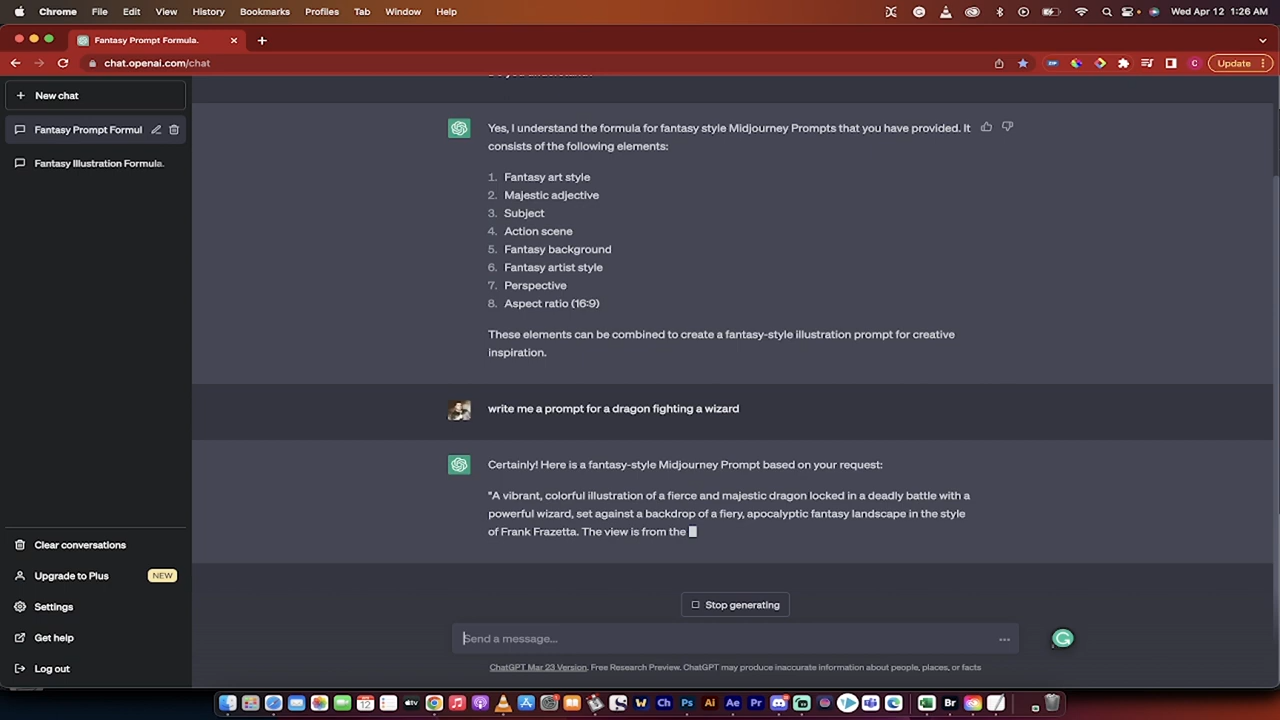 Chrome File Edit View History Bookmarks Profiles Tab Window Help Wed Apr 12 1:26 AM
Fantasy Prompt Formula.
chat.openai.com/chat
Update
New chat
Fantasy Prompt Formul
Fantasy Illustration Formula.
Yes, I understand the formula for fantasy style Midjourney Prompts that you have provided. It
consists of the following elements:
1. Fantasy art style
2. Majestic adjective
3. Subject
4. Action scene
5. Fantasy background
6. Fantasy artist style
7. Perspective
8. Aspect ratio (16:9)
These elements can be combined to create a fantasy-style illustration prompt for creative
inspiration.
write me a prompt for a dragon fighting a wizard
Certainly! Here is a fantasy-style Midjourney Prompt based on your request:
"A vibrant, colorful illustration of a fierce and majestic dragon locked in a deadly battle with a
powerful wizard, set against a backdrop of a fiery, apocalyptic fantasy landscape in the style
of Frank Frazetta. The view is from the
Stop generating
Send a message...
ChatGPT Mar 23 Version. Free Research Preview. ChatGPT may produce inaccurate information about people, places, or facts
Clear conversations
Upgrade to Plus NEW
Settings
Get help
Log out